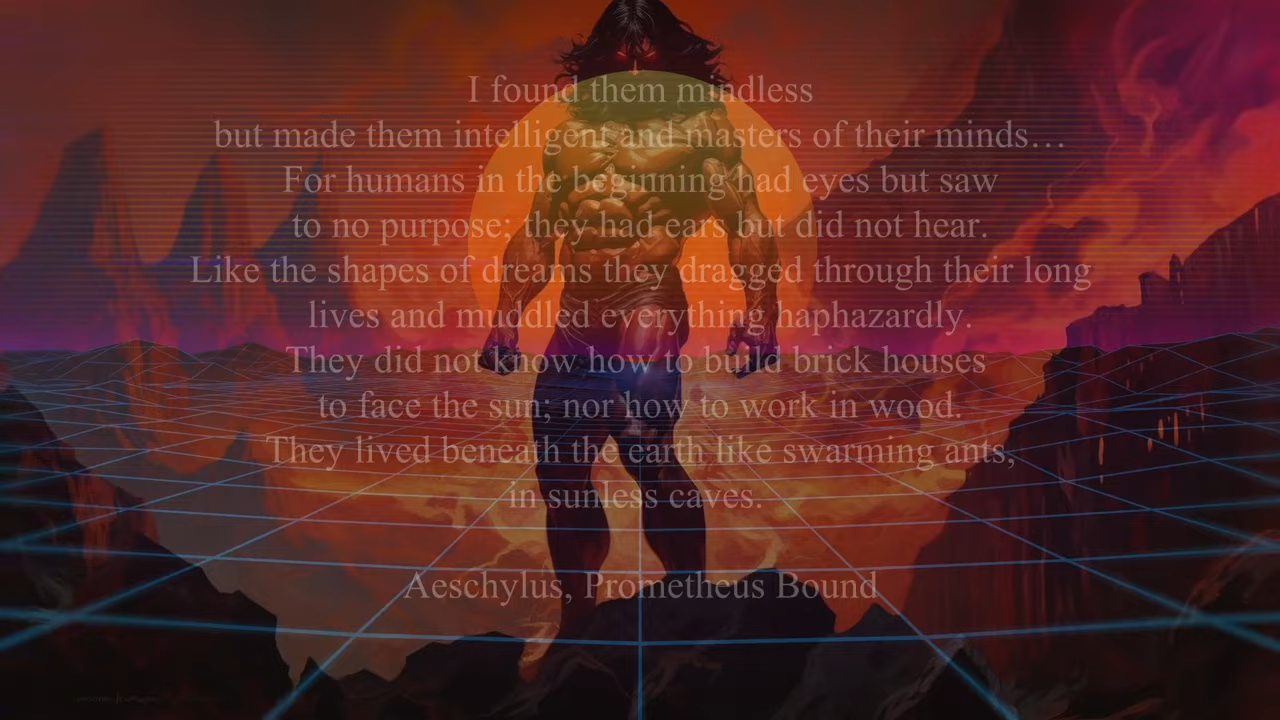 I found them mindless
but made them intelligent and masters of their minds…
For humans in the beginning had eyes but saw
to no purpose; they had ears but did not hear.
Like the shapes of dreams they dragged through their long
lives and muddled everything haphazardly.
They did not know how to build brick houses
to face the sun; nor how to work in wood.
They lived beneath the earth like swarming ants,
in sunless caves.
Aeschylus, Prometheus Bound